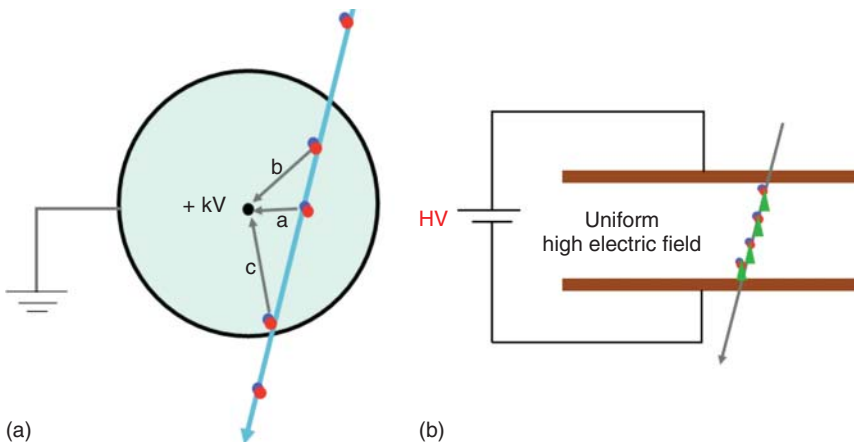 b
+ kV
a
c
(a)
HV
Uniform
high electric field
(b)